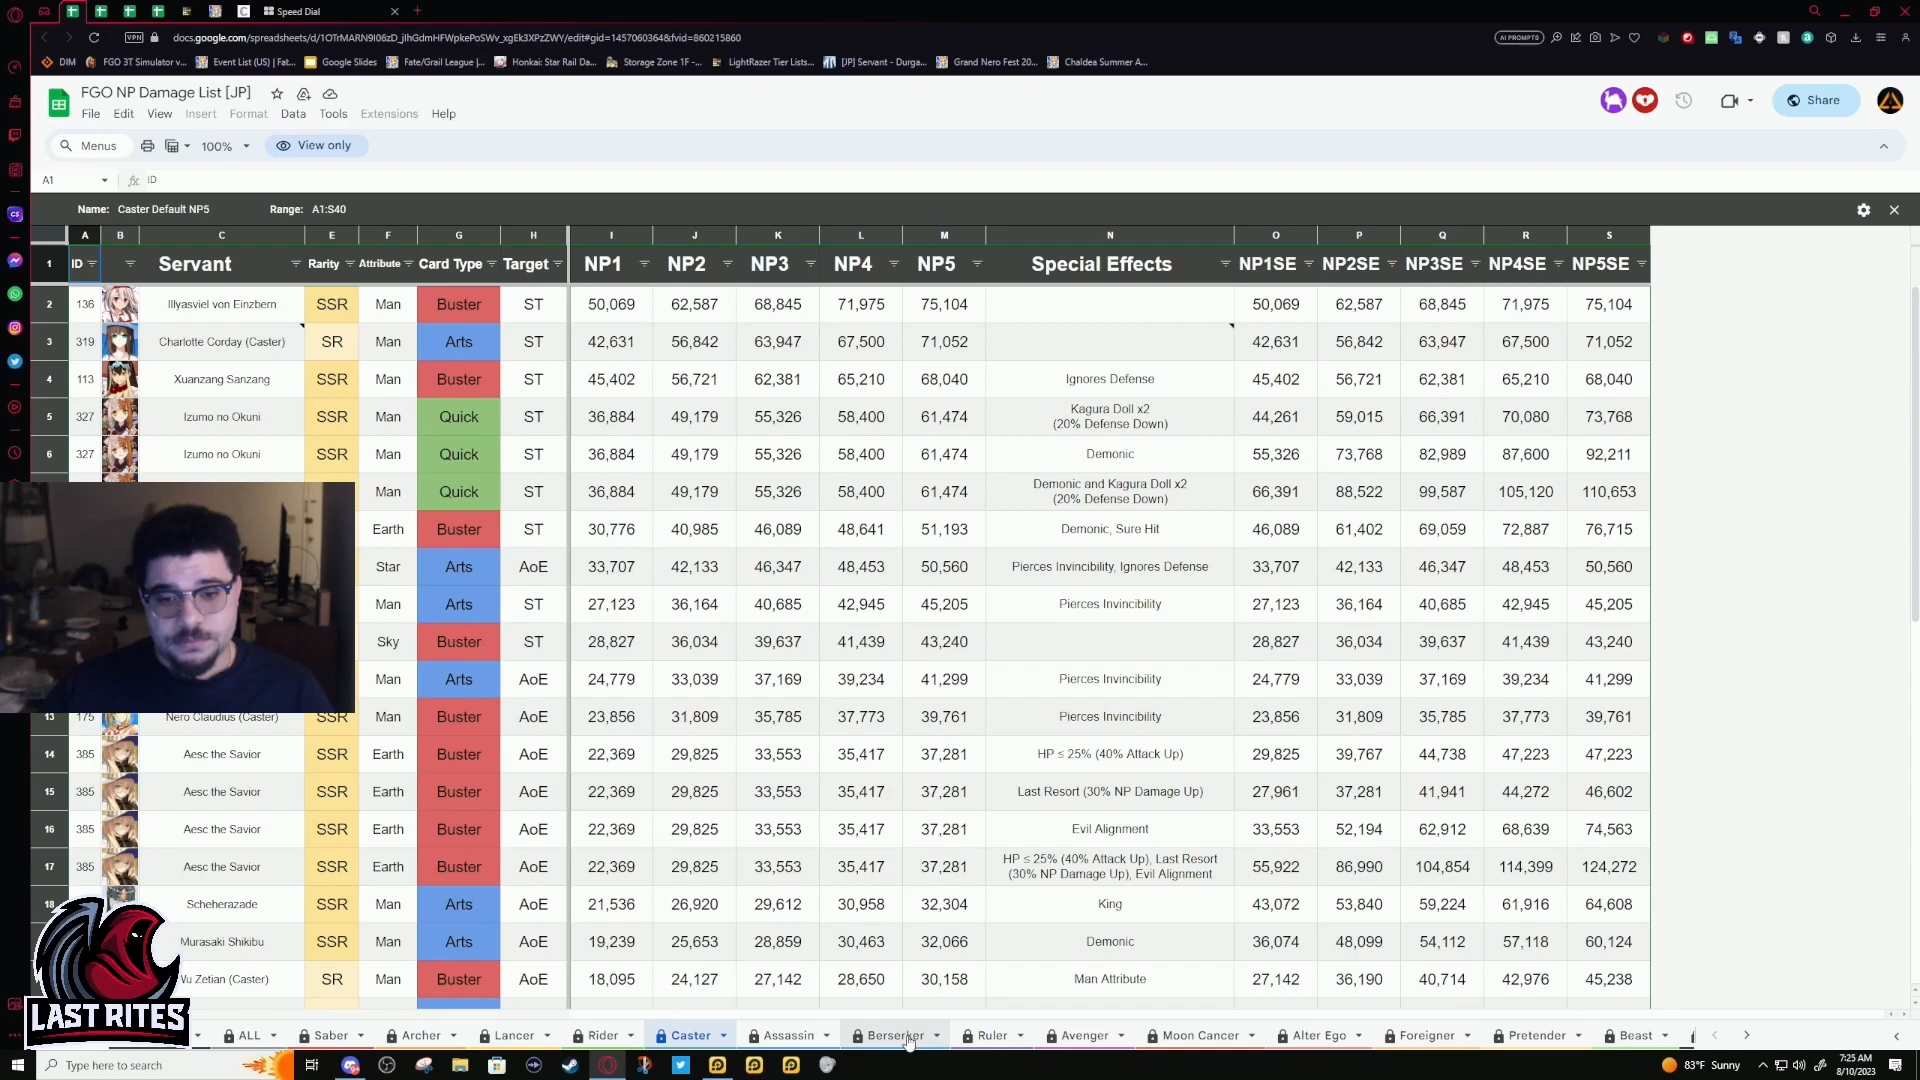 Speed Dial
VPN docs.google.com/spreadsheets/d/1OTrMARN9I06zD_jlhGdmHFWpkePoSWv_xgEk3XPzZWY/edit#gid=1457060364&fvid=860215860 AI PROMPTS
DIM FGO 3T Simulator v... Event List (US) | Fat... Google Slides Fate/Grail League |... Honkai: Star Rail Da... Storage Zone 1F -... LightRazer Tier Lists... [JP] Servant - Durga... Grand Nero Fest 20... Chaldea Summer A...
FGO NP Damage List [JP]
File Edit View Insert Format Data Tools Extensions Help
Share
Menus 100% View only
A1 fx ID
Name: Caster Default NP5 Range: A1:S40
A B C E F G H I J K L M N O P Q R S
1 ID Servant Rarity Attribute Card Type Target NP1 NP2 NP3 NP4 NP5 Special Effects NP1SE NP2SE NP3SE NP4SE NP5SE
2 136 Illyasviel von Einzbern SSR Man Buster ST 50,069 62,587 68,845 71,975 75,104 50,069 62,587 68,845 71,975 75,104
3 319 Charlotte Corday (Caster) SR Man Arts ST 42,631 56,842 63,947 67,500 71,052 42,631 56,842 63,947 67,500 71,052
4 113 Xuanzang Sanzang SSR Man Buster ST 45,402 56,721 62,381 65,210 68,040 Ignores Defense 45,402 56,721 62,381 65,210 68,040
5 327 Izumo no Okuni SSR Man Quick ST 36,884 49,179 55,326 58,400 61,474 Kagura Doll x2 44,261 59,015 66,391 70,080 73,768
(20% Defense Down)
6 327 Izumo no Okuni SSR Man Quick ST 36,884 49,179 55,326 58,400 61,474 Demonic 55,326 73,768 82,989 87,600 92,211
Man Quick ST 36,884 49,179 55,326 58,400 61,474 Demonic and Kagura Doll x2 66,391 88,522 99,587 105,120 110,653
(20% Defense Down)
Earth Buster ST 30,776 40,985 46,089 48,641 51,193 Demonic, Sure Hit 46,089 61,402 69,059 72,887 76,715
Star Arts AoE 33,707 42,133 46,347 48,453 50,560 Pierces Invincibility, Ignores Defense 33,707 42,133 46,347 48,453 50,560
Man Arts ST 27,123 36,164 40,685 42,945 45,205 Pierces Invincibility 27,123 36,164 40,685 42,945 45,205
Sky Buster ST 28,827 36,034 39,637 41,439 43,240 28,827 36,034 39,637 41,439 43,240
Man Arts AoE 24,779 33,039 37,169 39,234 41,299 Pierces Invincibility 24,779 33,039 37,169 39,234 41,299
13 175 Nero Claudius (Caster) SSR Man Buster AoE 23,856 31,809 35,785 37,773 39,761 Pierces Invincibility 23,856 31,809 35,785 37,773 39,761
14 385 Aesc the Savior SSR Earth Buster AoE 22,369 29,825 33,553 35,417 37,281 HP ≤ 25% (40% Attack Up) 29,825 39,767 44,738 47,223 47,223
15 385 Aesc the Savior SSR Earth Buster AoE 22,369 29,825 33,553 35,417 37,281 Last Resort (30% NP Damage Up) 27,961 37,281 41,941 44,272 46,602
16 385 Aesc the Savior SSR Earth Buster AoE 22,369 29,825 33,553 35,417 37,281 Evil Alignment 33,553 52,194 62,912 68,639 74,563
17 385 Aesc the Savior SSR Earth Buster AoE 22,369 29,825 33,553 35,417 37,281 HP ≤ 25% (40% Attack Up), Last Resort 55,922 86,990 104,854 114,399 124,272
(30% NP Damage Up), Evil Alignment
18 Scheherazade SSR Man Arts AoE 21,536 26,920 29,612 30,958 32,304 King 43,072 53,840 59,224 61,916 64,608
Murasaki Shikibu SSR Man Arts AoE 19,239 25,653 28,859 30,463 32,066 Demonic 36,074 48,099 54,112 57,118 60,124
Wu Zetian (Caster) SR Man Buster AoE 18,095 24,127 27,142 28,650 30,158 Man Attribute 27,142 36,190 40,714 42,976 45,238
LAST RITES
ALL Saber Archer Lancer Rider Caster Assassin Berserker Ruler Avenger Moon Cancer Alter Ego Foreigner Pretender Beast
Type here to search 83°F Sunny 7:25 AM
8/10/2023